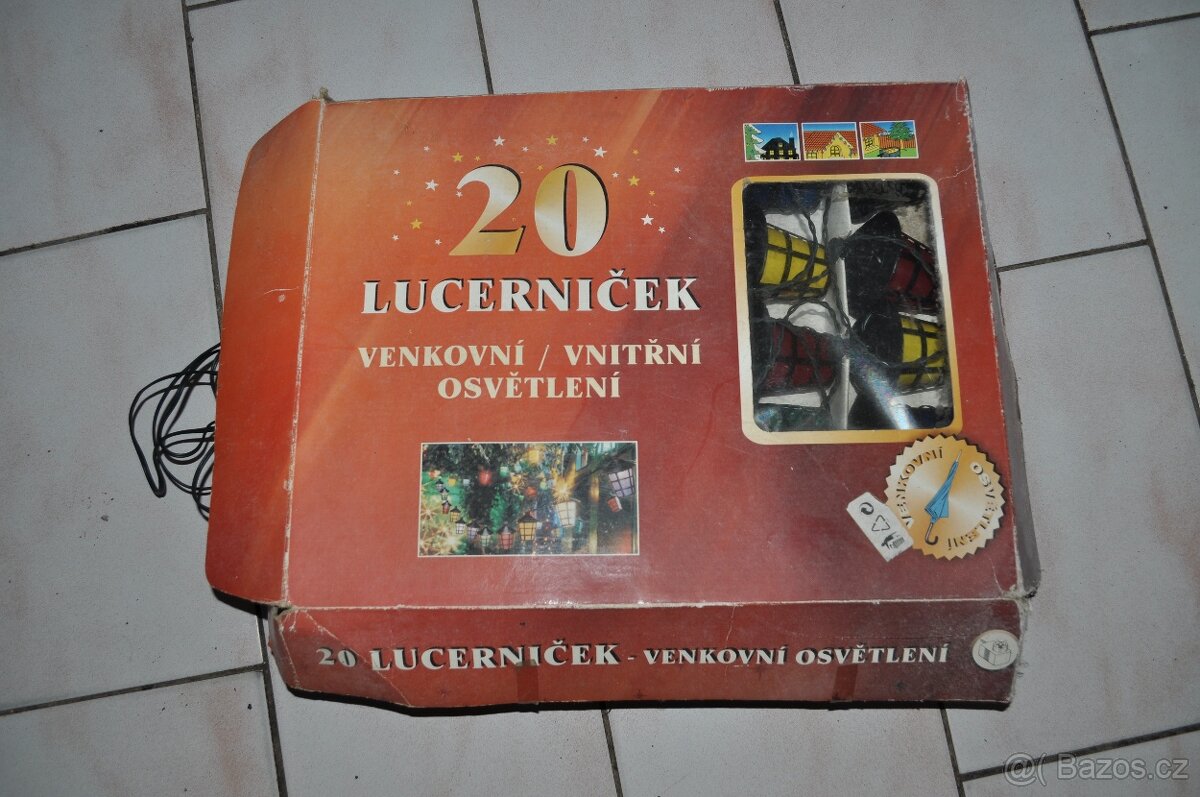 20
LUCERNIČEK
VENKOVNÍ / VNITŘNÍ
OSVĚTLENÍ
VENKOVNÍ OSVĚTLENÍ
20 LUCERNIČEK - VENKOVNÍ OSVĚTLENÍ
@( Bazos.cz